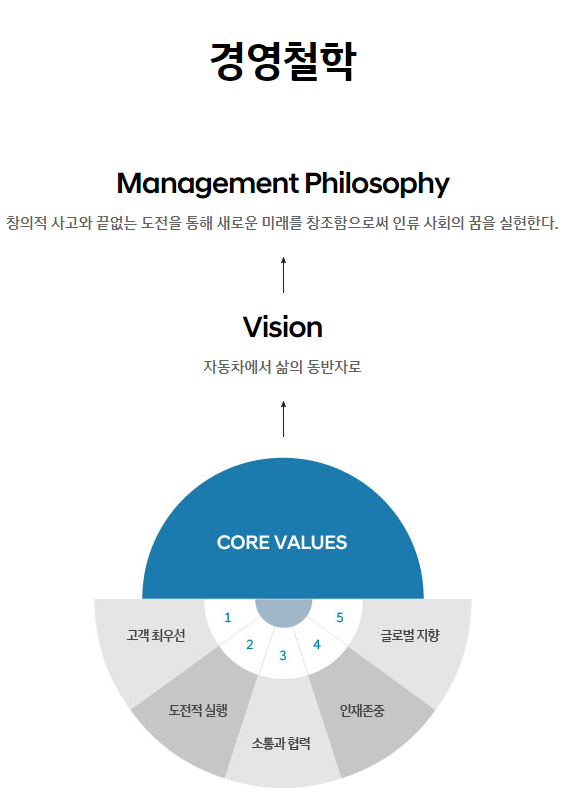 경영철학
Management Philosophy
창의적 사고와 끝없는 도전을 통해 새로운 미래를 창조함으로써 인류 사회의 꿈을 실현한다.
Vision
자동차에서 삶의 동반자로
CORE VALUES
1
고객 최우선
2
도전적 실행
3
소통과 협력
4
인재존중
5
글로벌 지향